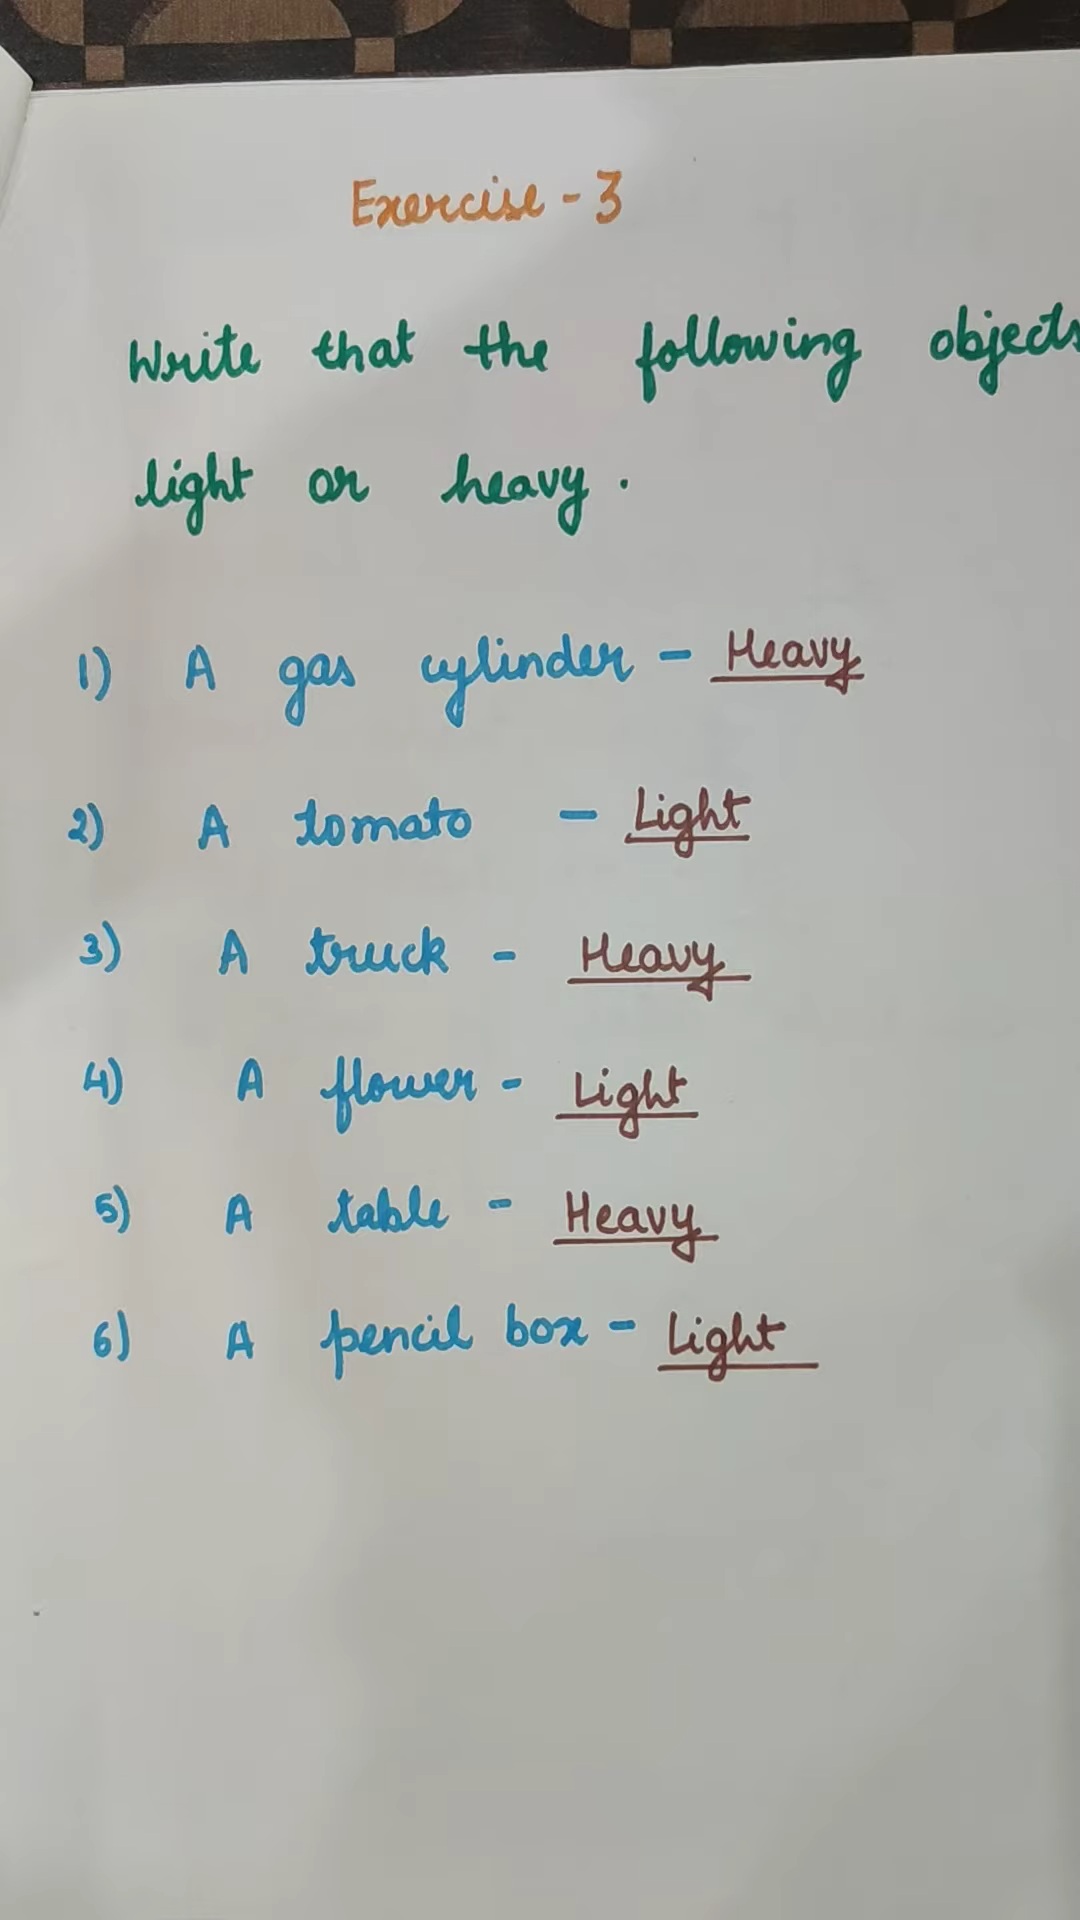 Exercise - 3
Write that the following objects
light or heavy.
1) A gas cylinder - Heavy
2) A tomato - Light
3) A truck - Heavy
4) A flower - Light
5) A table - Heavy
6) A pencil box - Light